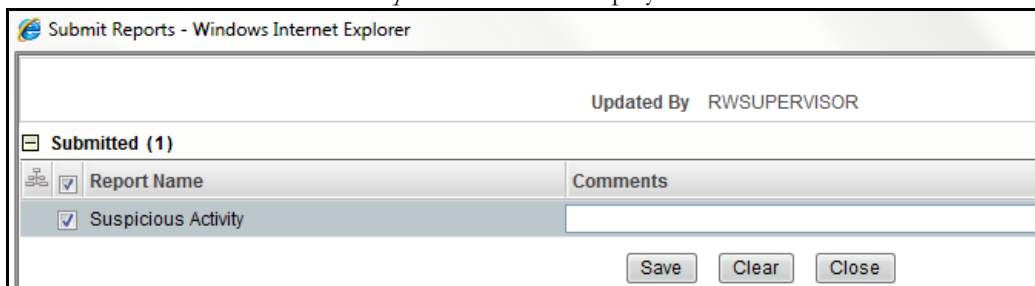 Submit Reports - Windows Internet Explorer
Updated By RWSUPERVISOR
Submitted (1)
Report Name Comments
Suspicious Activity
Save Clear Close